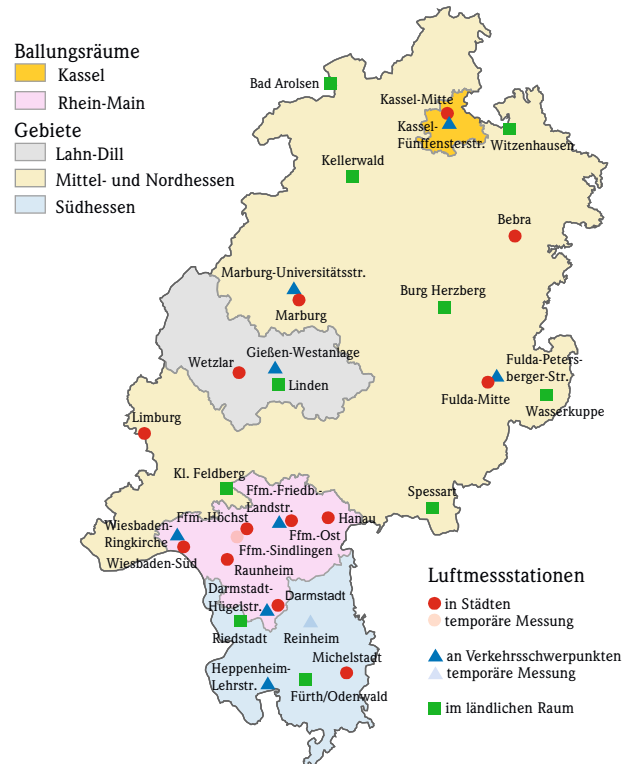 Ballungsräume
Kassel
Rhein-Main
Gebiete
Lahn-Dill
Mittel- und Nordhessen
Südhessen
Bad Arolsen
Kassel-Mitte
Kassel-
Fünffensterstr.
Witzenhausen
Kellerwald
Bebra
Marburg-Universitätsstr.
Marburg
Burg Herzberg
Gießen-Westanlage
Wetzlar
Linden
Fulda-Peters-
berger-Str.
Fulda-Mitte
Wasserkuppe
Limburg
Kl. Feldberg
Spessart
Ffm.-Friedb.-
Landstr.
Ffm.-Höchst
Hanau
Ffm.-Ost
Wiesbaden-
Ringkirche
Ffm.-Sindlingen
Wiesbaden-Süd
Raunheim
Darmstadt-
Hügelstr.
Darmstadt
Riedstadt
Reinheim
Michelstadt
Heppenheim-
Lehrstr.
Fürth/Odenwald
Luftmessstationen
in Städten
temporäre Messung
an Verkehrsschwerpunkten
temporäre Messung
im ländlichen Raum